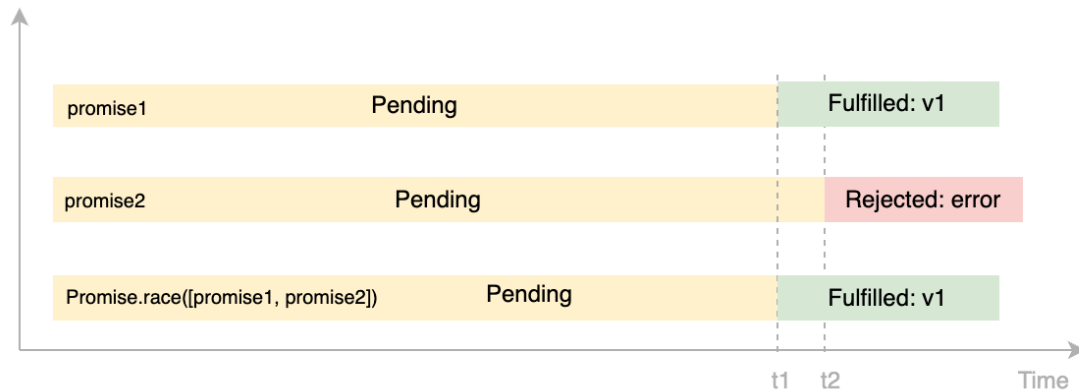 promise1 Pending Fulfilled: v1
promise2 Pending Rejected: error
Promise.race([promise1, promise2]) Pending Fulfilled: v1
t1 t2 Time